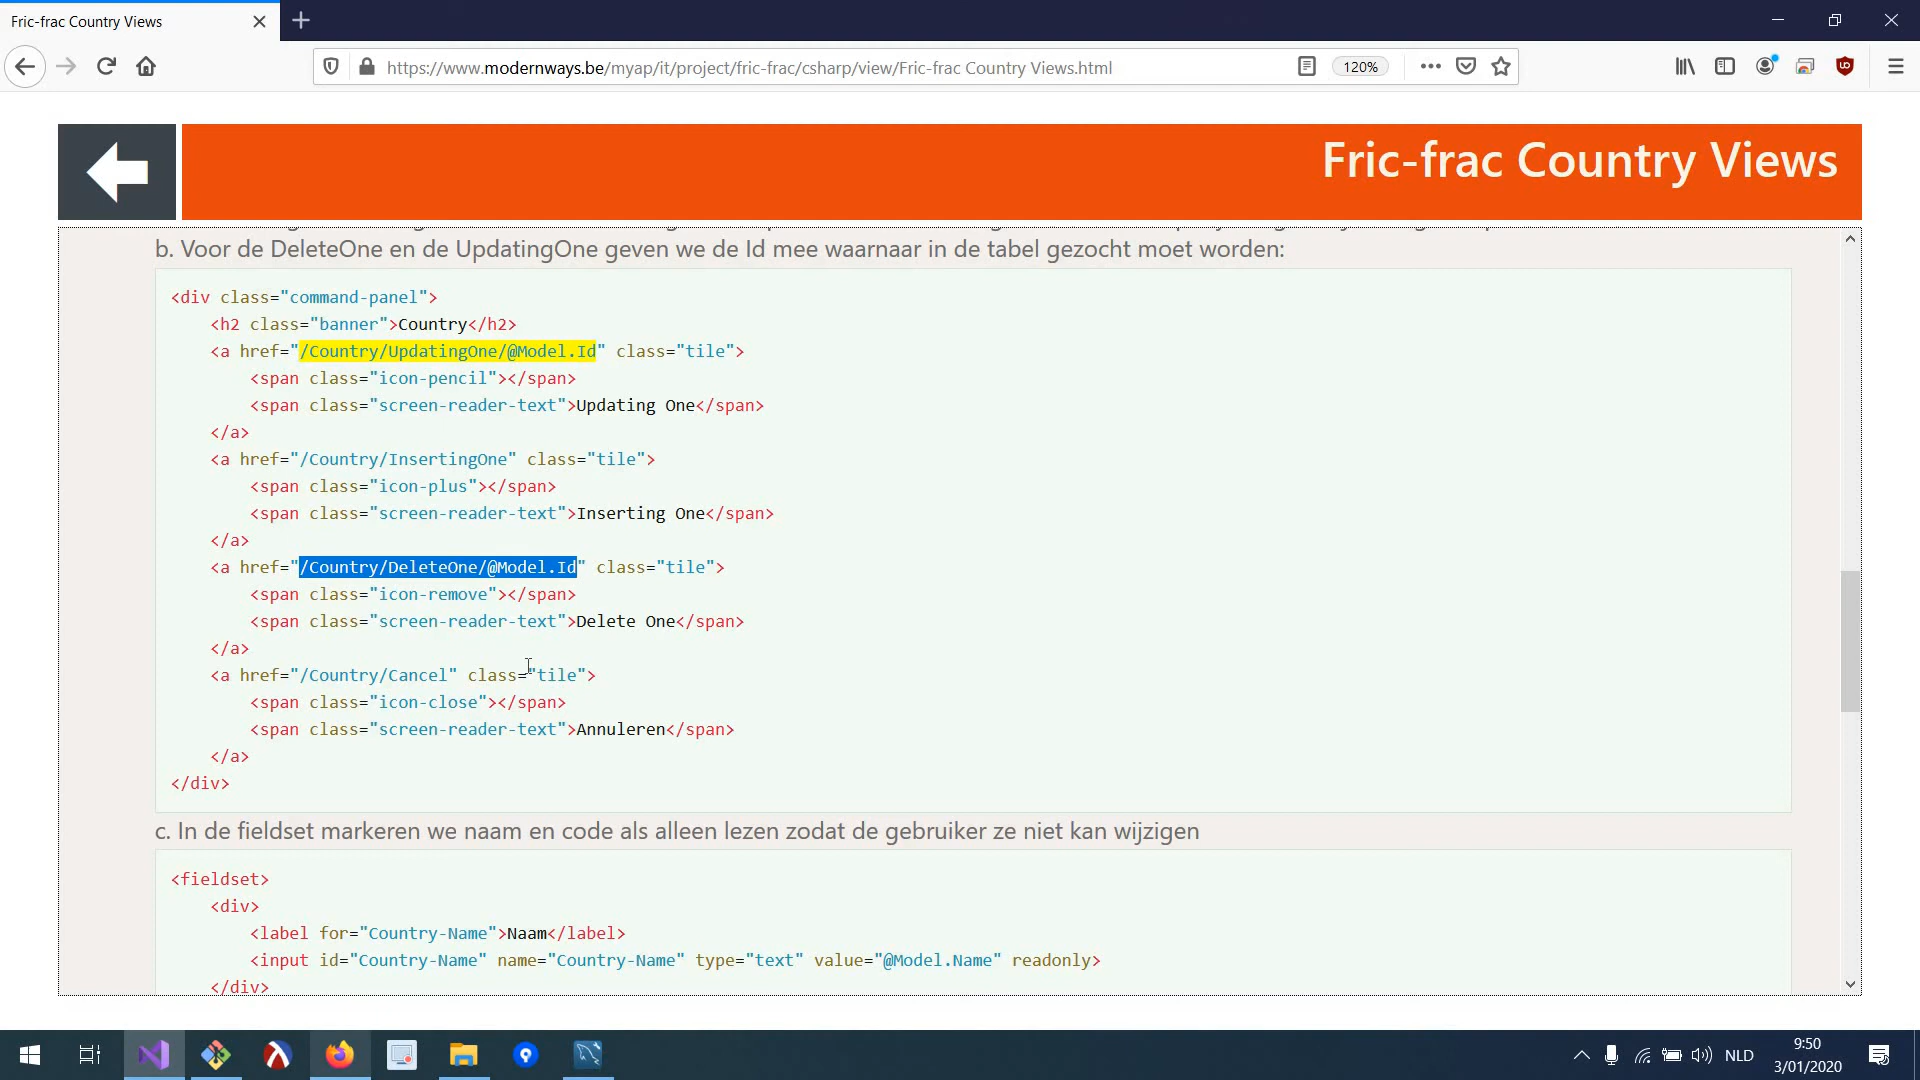 Fric-frac Country Views
https://www.modernways.be/myap/it/project/fric-frac/csharp/view/Fric-frac Country Views.html
120%
Fric-frac Country Views
b. Voor de DeleteOne en de UpdatingOne geven we de Id mee waarnaar in de tabel gezocht moet worden:
<div class="command-panel">
    <h2 class="banner">Country</h2>
    <a href="/Country/UpdatingOne/@Model.Id" class="tile">
        <span class="icon-pencil"></span>
        <span class="screen-reader-text">Updating One</span>
    </a>
    <a href="/Country/InsertingOne" class="tile">
        <span class="icon-plus"></span>
        <span class="screen-reader-text">Inserting One</span>
    </a>
    <a href="/Country/DeleteOne/@Model.Id" class="tile">
        <span class="icon-remove"></span>
        <span class="screen-reader-text">Delete One</span>
    </a>
    <a href="/Country/Cancel" class="tile">
        <span class="icon-close"></span>
        <span class="screen-reader-text">Annuleren</span>
    </a>
</div>
c. In de fieldset markeren we naam en code als alleen lezen zodat de gebruiker ze niet kan wijzigen
<fieldset>
    <div>
        <label for="Country-Name">Naam</label>
        <input id="Country-Name" name="Country-Name" type="text" value="@Model.Name" readonly>
    </div>
NLD
9:50
3/01/2020